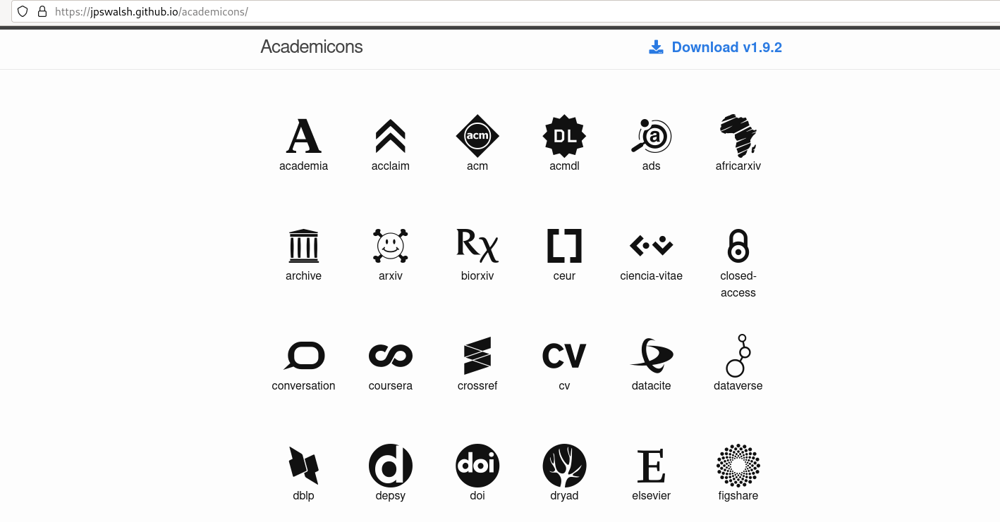 https://jpswalsh.github.io/academicons/
Academicons
Download v1.9.2
A acm DL a
academia acclaim acm acmdl ads africarxiv
Rχ
archive arxiv biorxiv ceur ciencia-vitae closed-
access
CV
conversation coursera crossref cv datacite dataverse
d doi E
dblp depsy doi dryad elsevier figshare